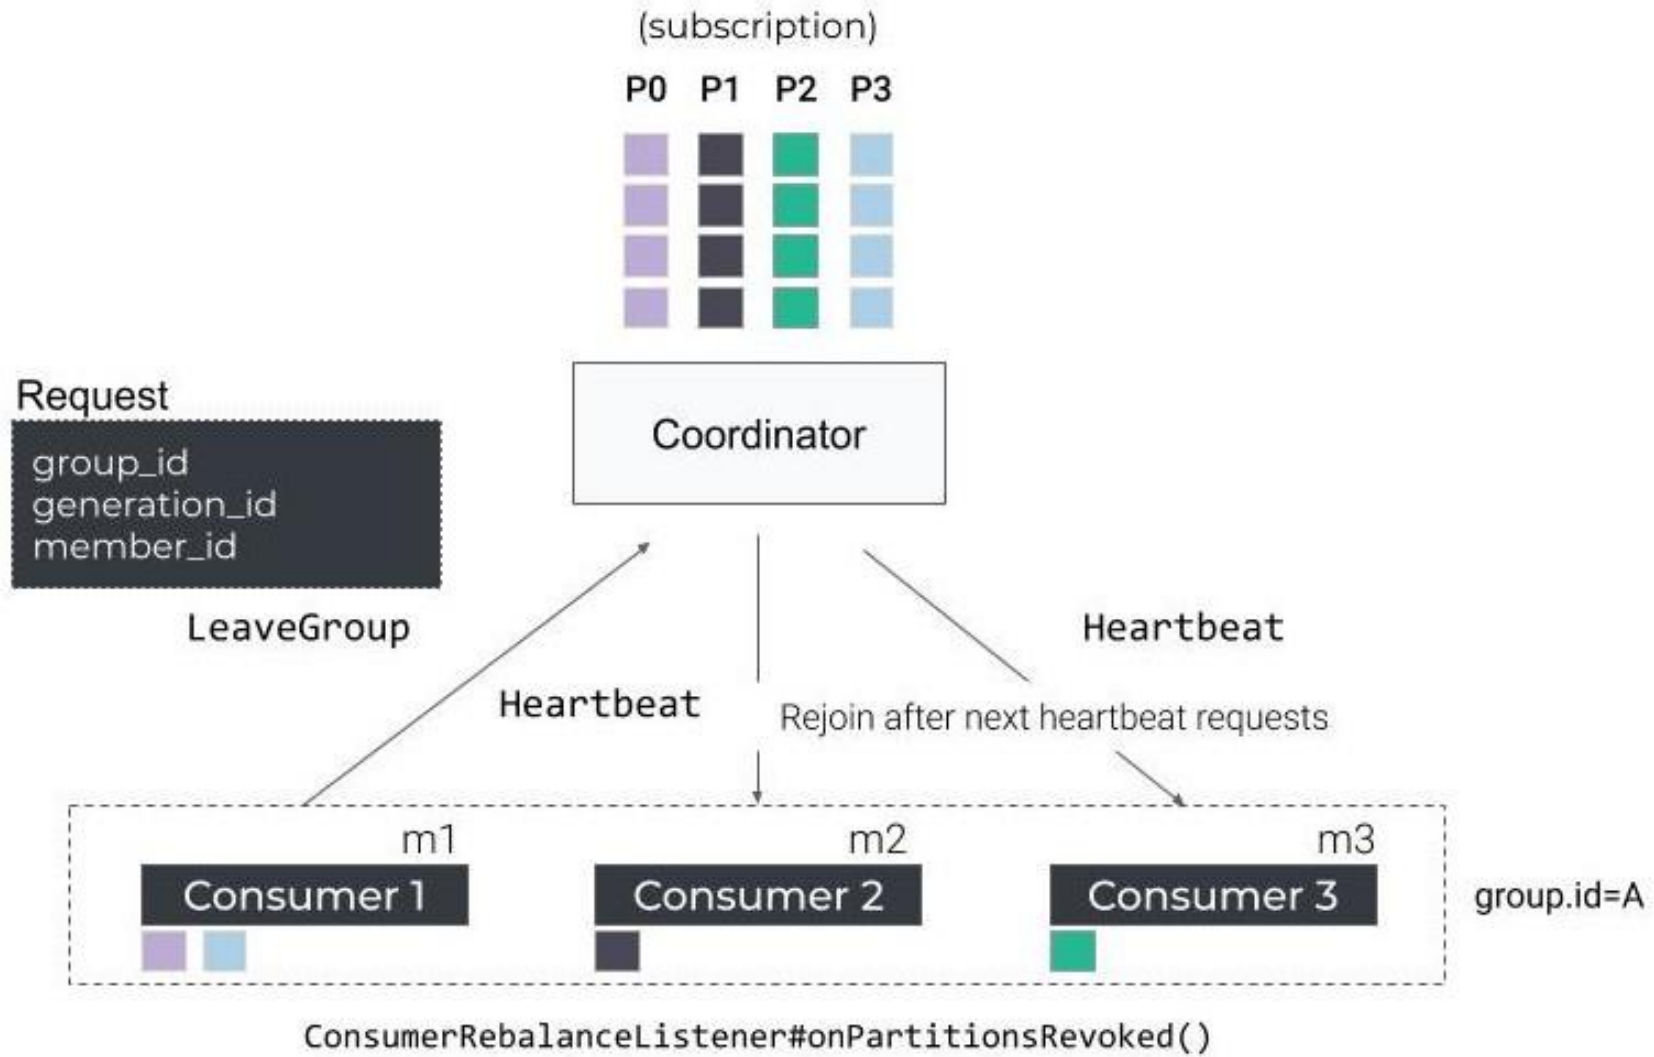 (subscription)
P0 P1 P2 P3
Request
group_id
generation_id
member_id
Coordinator
LeaveGroup
Heartbeat
Heartbeat
Rejoin after next heartbeat requests
m1 m2 m3
Consumer 1 Consumer 2 Consumer 3
group.id=A
ConsumerRebalanceListener#onPartitionsRevoked()